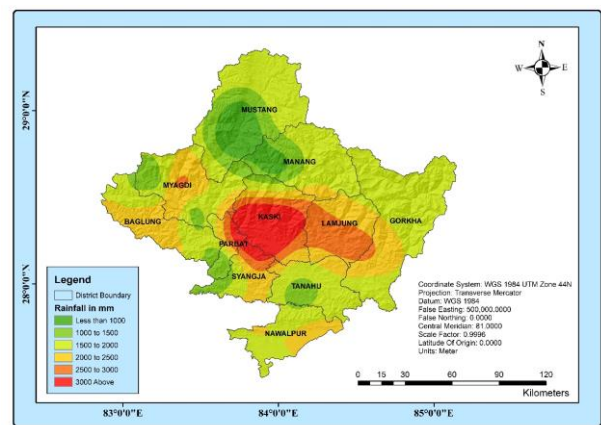 N
W E
S
29°0'0"N
28°0'0"N
MUSTANG
MANANG
MYAGDI
KASKI
LAMJUNG
GORKHA
BAGLUNG
PARBAT
SYANGJA
TANAHU
NAWALPUR
Legend
District Boundary
Rainfall in mm
Less than 1000
1000 to 1500
1500 to 2000
2000 to 2500
2500 to 3000
3000 Above
Coordinate System: WGS 1984 UTM Zone 44N
Projection: Transverse Mercator
Datum: WGS 1984
False Easting: 500,000.0000
False Northing: 0.0000
Central Meridian: 81.0000
Scale Factor: 0.9996
Latitude Of Origin: 0.0000
Units: Meter
0 15 30 60 90 120
Kilometers
83°0'0"E 84°0'0"E 85°0'0"E